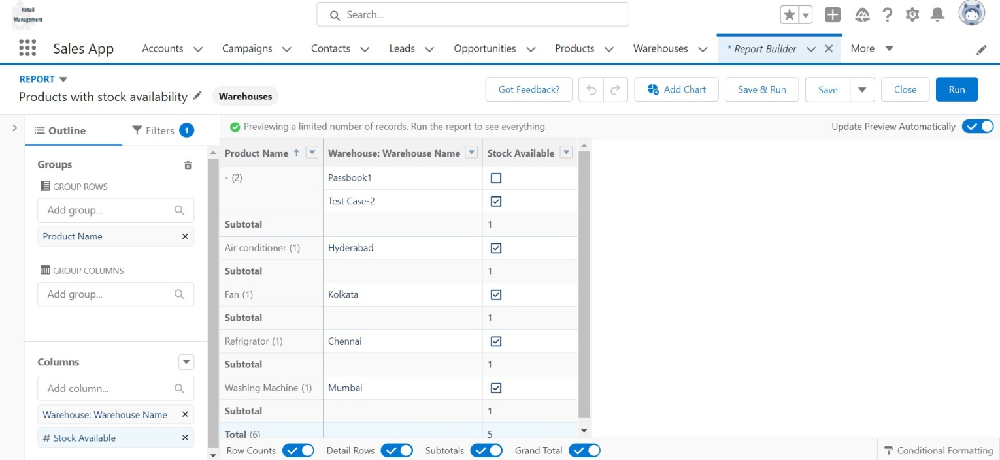 Retail
Management
Search...
Sales App
Accounts
Campaigns
Contacts
Leads
Opportunities
Products
Warehouses
* Report Builder
More
REPORT
Products with stock availability
Warehouses
Got Feedback?
Add Chart
Save & Run
Save
Close
Run
Outline
Filters 1
Previewing a limited number of records. Run the report to see everything.
Update Preview Automatically
Groups
GROUP ROWS
Add group...
Product Name
GROUP COLUMNS
Add group...
Columns
Add column...
Warehouse: Warehouse Name
# Stock Available
Product Name ↑ Warehouse: Warehouse Name Stock Available
- (2) Passbook1
Test Case-2
Subtotal 1
Air conditioner (1) Hyderabad
Subtotal 1
Fan (1) Kolkata
Subtotal 1
Refrigrator (1) Chennai
Subtotal 1
Washing Machine (1) Mumbai
Subtotal 1
Total (6) 5
Row Counts
Detail Rows
Subtotals
Grand Total
Conditional Formatting